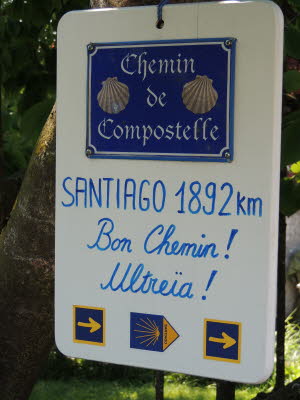 Chemin
de
Compostelle
SANTIAGO 1892 km
Bon Chemin !
Ultreïa !